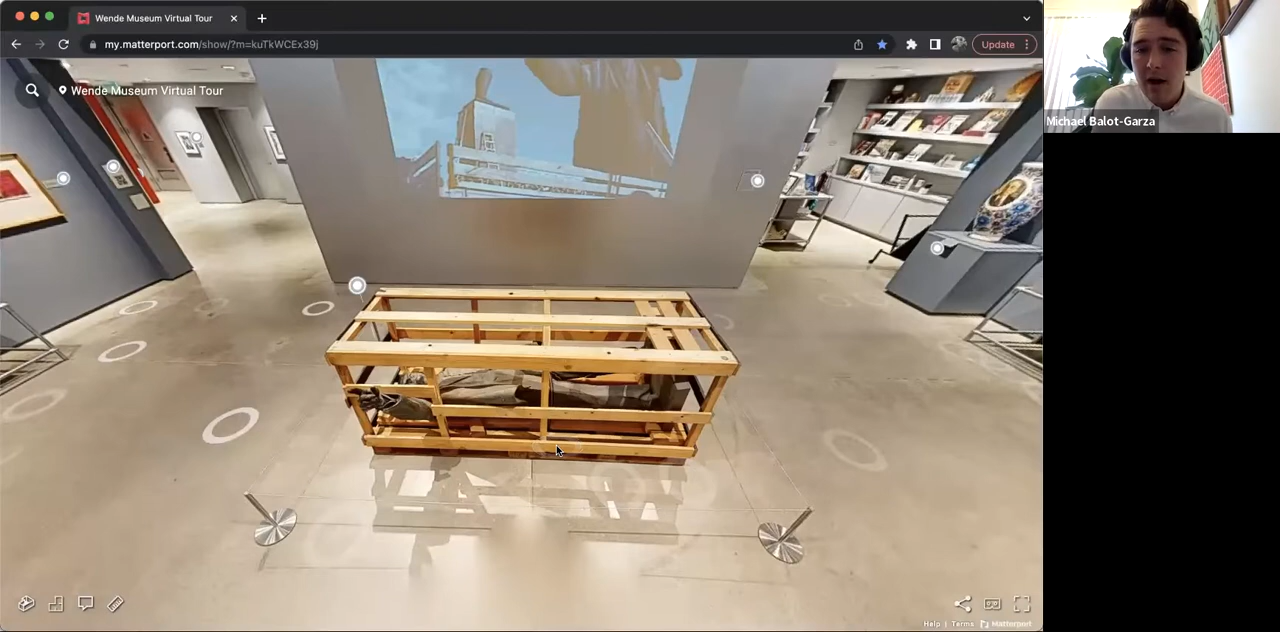 Wende Museum Virtual Tour
my.matterport.com/show/?m=kuTkWCEx39j
Update
Wende Museum Virtual Tour
Michael Balot-Garza
Help | Terms
Matterport